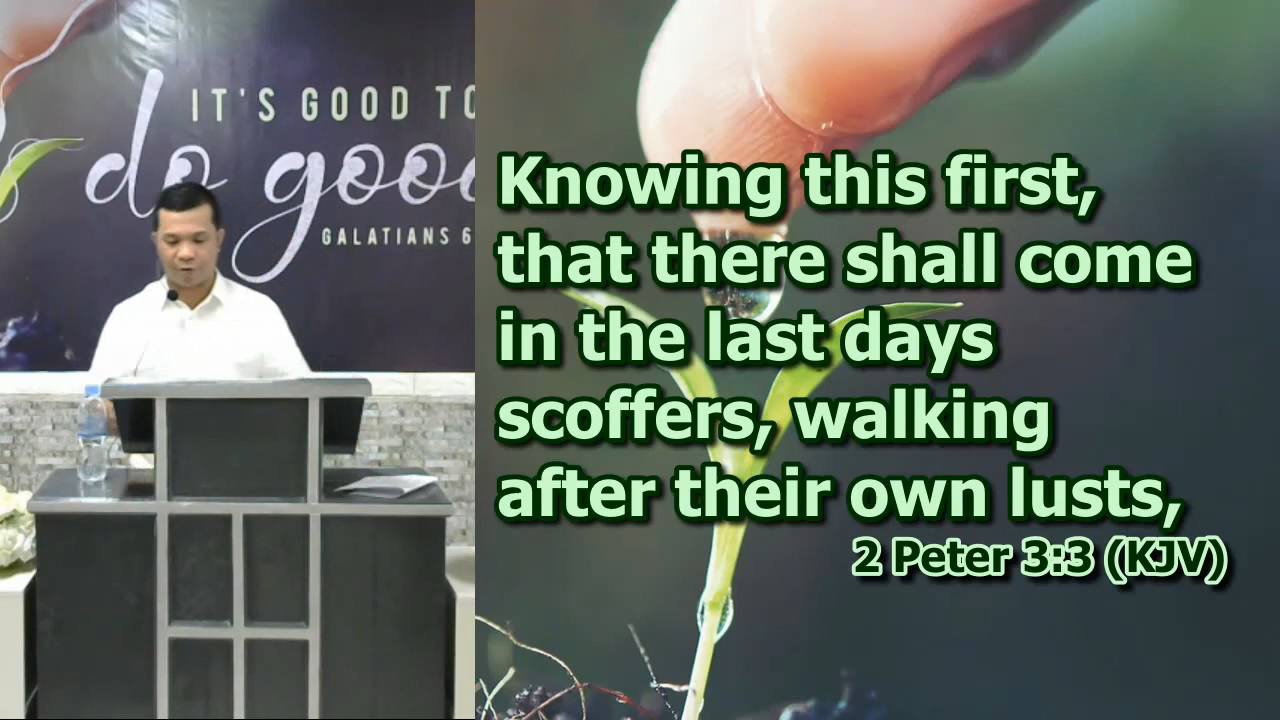 IT'S GOOD TO
do good
GALATIANS 6
Knowing this first,
that there shall come
in the last days
scoffers, walking
after their own lusts,
2 Peter 3:3 (KJV)